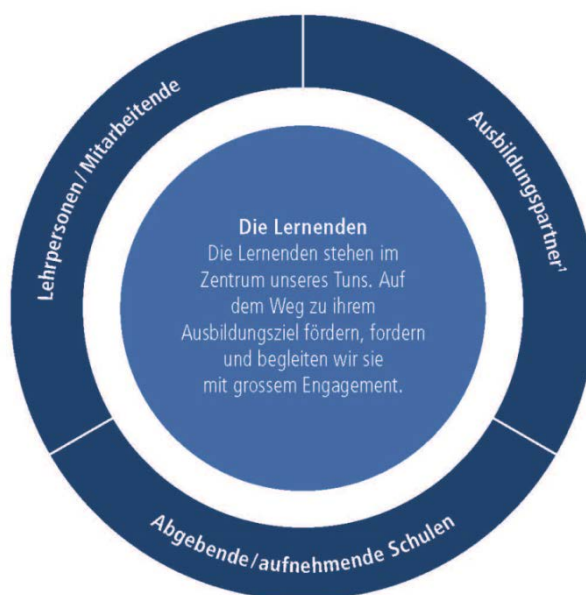 Lehrpersonen/Mitarbeitende
Ausbildungspartner¹
Die Lernenden
Die Lernenden stehen im
Zentrum unseres Tuns. Auf
dem Weg zu ihrem
Ausbildungsziel fördern, fordern
und begleiten wir sie
mit grossem Engagement.
Abgebende/aufnehmende Schulen